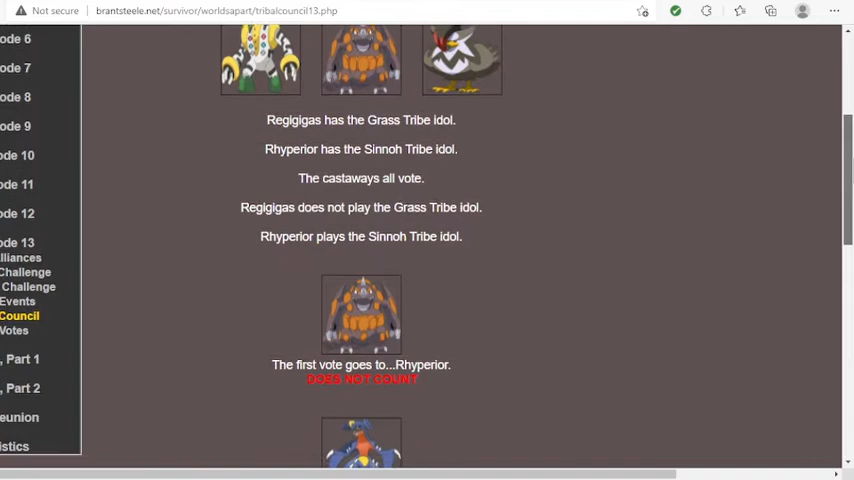 Not secure | brantsteele.net/survivor/worldsapart/tribalcouncil13.php
ode 6
ode 7
ode 8
ode 9
ode 10
ode 11
ode 12
ode 13
lliances
Challenge
Challenge
Events
Council
Votes
, Part 1
, Part 2
eunion
istics
Regigigas has the Grass Tribe idol.
Rhyperior has the Sinnoh Tribe idol.
The castaways all vote.
Regigigas does not play the Grass Tribe idol.
Rhyperior plays the Sinnoh Tribe idol.
The first vote goes to...Rhyperior.
DOES NOT COUNT